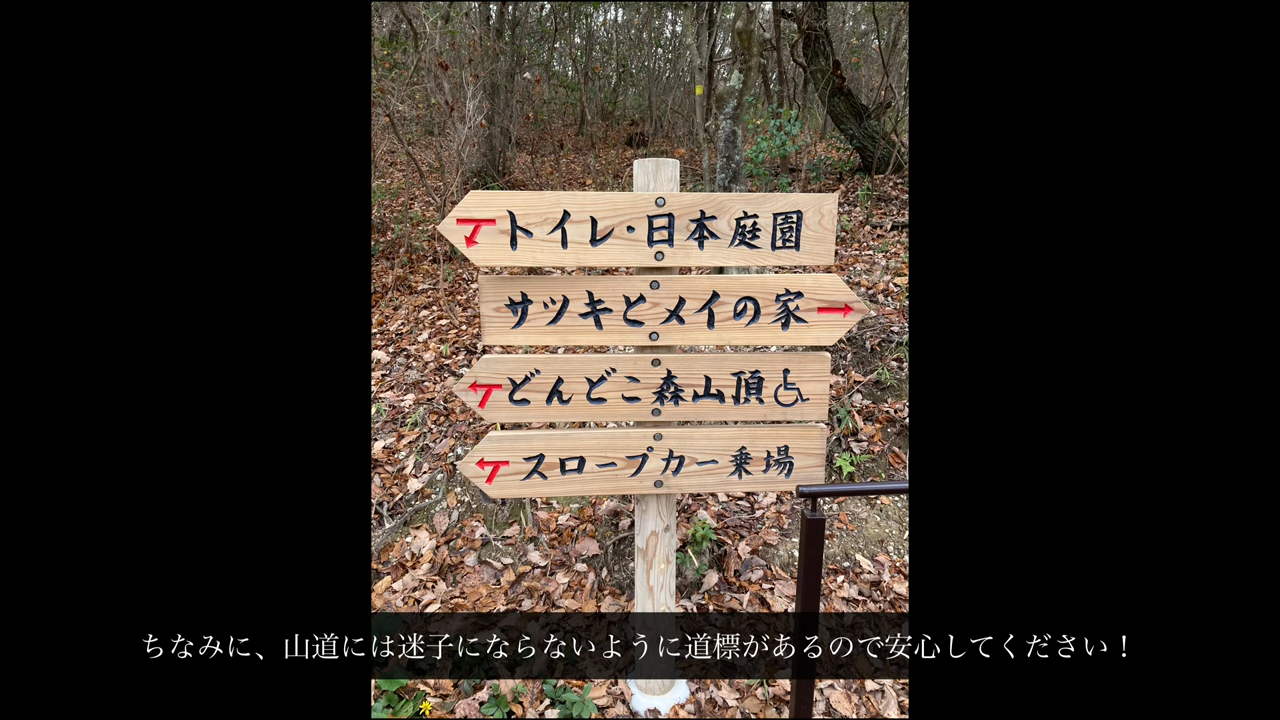 トイレ・日本庭園
サツキとメイの家
どんどこ森山頂
スロープカー乗場
ちなみに、山道には迷子にならないように道標があるので安心してください！